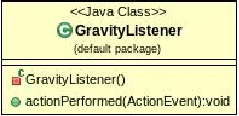 <<Java Class>>
C GravityListener
(default package)
c GravityListener()
actionPerformed(ActionEvent):void